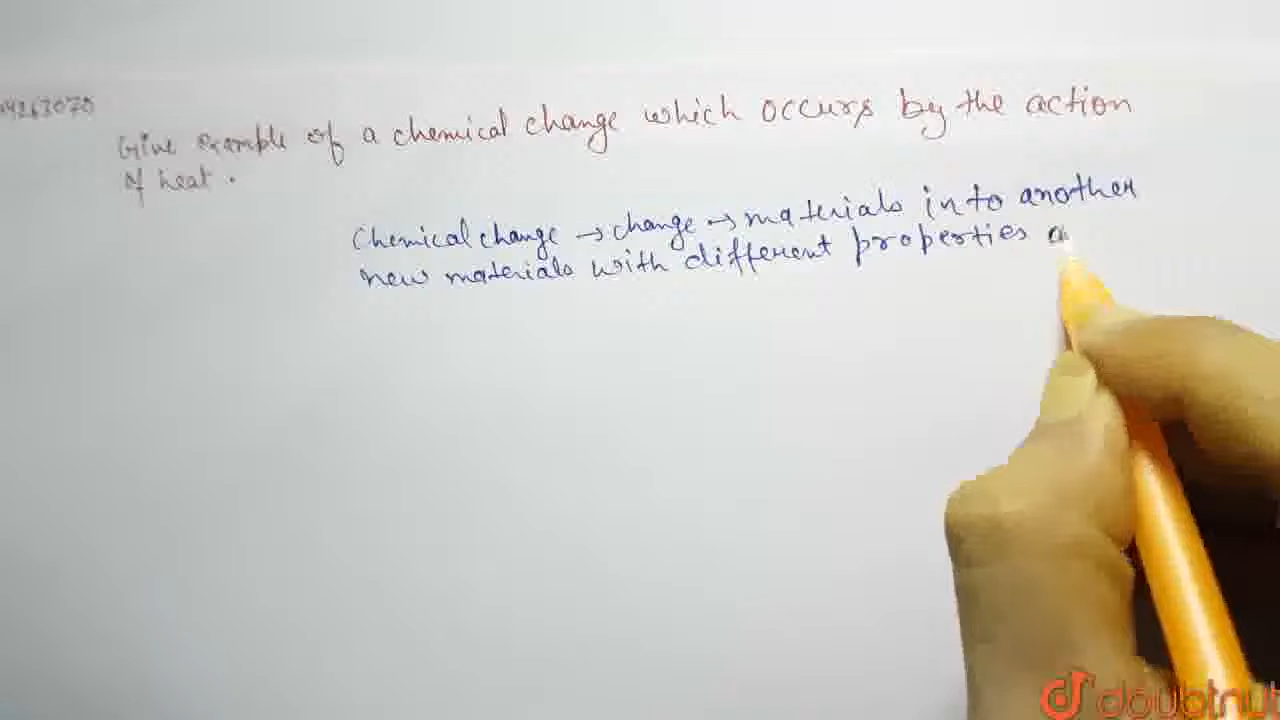 Give example of a chemical change which occurs by the action
of heat.
Chemical change → change → materials into another
new materials with different properties a
doubtnut